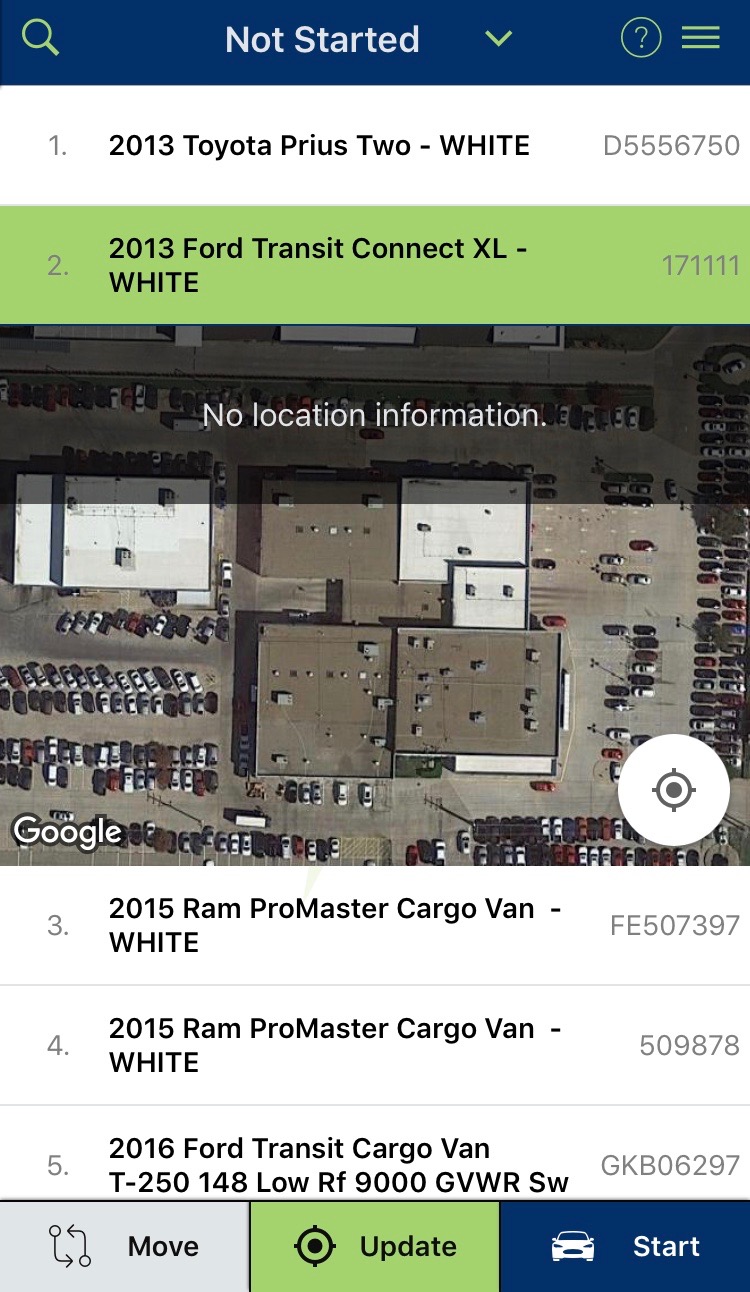 Not Started
?
1. 2013 Toyota Prius Two - WHITE D5556750
2. 2013 Ford Transit Connect XL - 171111
WHITE
No location information.
Google
3. 2015 Ram ProMaster Cargo Van - FE507397
WHITE
4. 2015 Ram ProMaster Cargo Van - 509878
WHITE
5. 2016 Ford Transit Cargo Van GKB06297
T-250 148 Low Rf 9000 GVWR Sw
Move Update Start